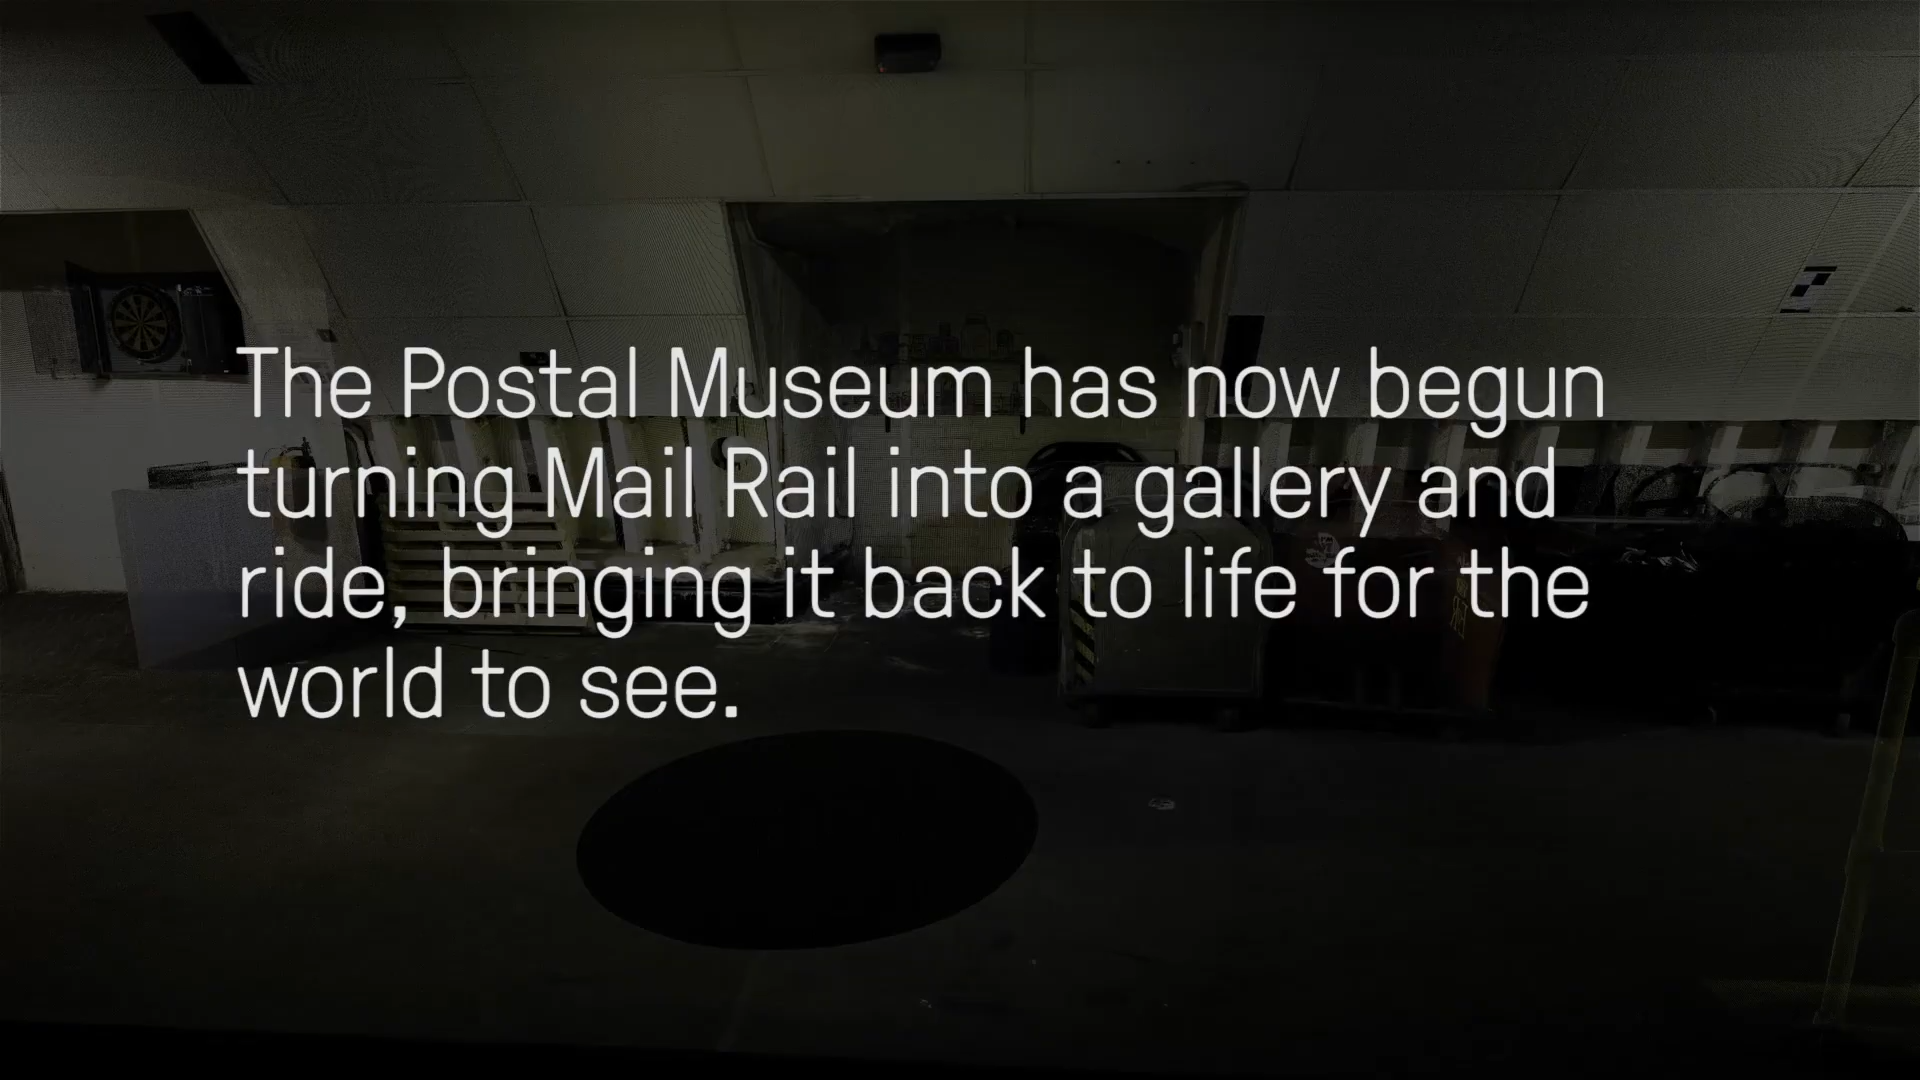 The Postal Museum has now begun
turning Mail Rail into a gallery and
ride, bringing it back to life for the
world to see.